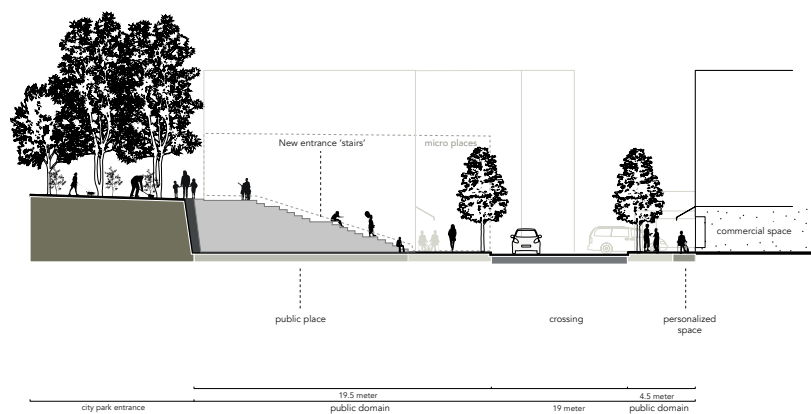 New entrance 'stairs'
micro places
commercial space
public place
crossing
personalized
space
19.5 meter
4.5 meter
city park entrance
public domain
19 meter
public domain